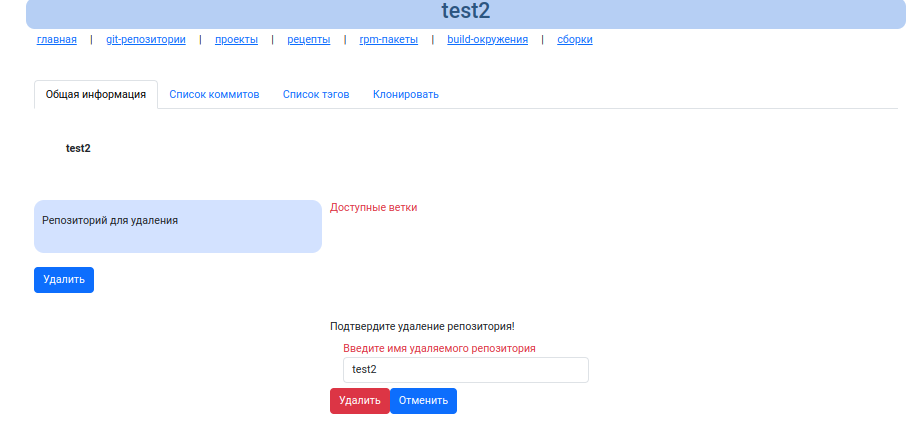 test2
главная | git-репозитории | проекты | рецепты | rpm-пакеты | build-окружения | сборки
Общая информация Список коммитов Список тэгов Клонировать
test2
Репозиторий для удаления
Доступные ветки
Удалить
Подтвердите удаление репозитория!
Введите имя удаляемого репозитория
test2
Удалить Отменить